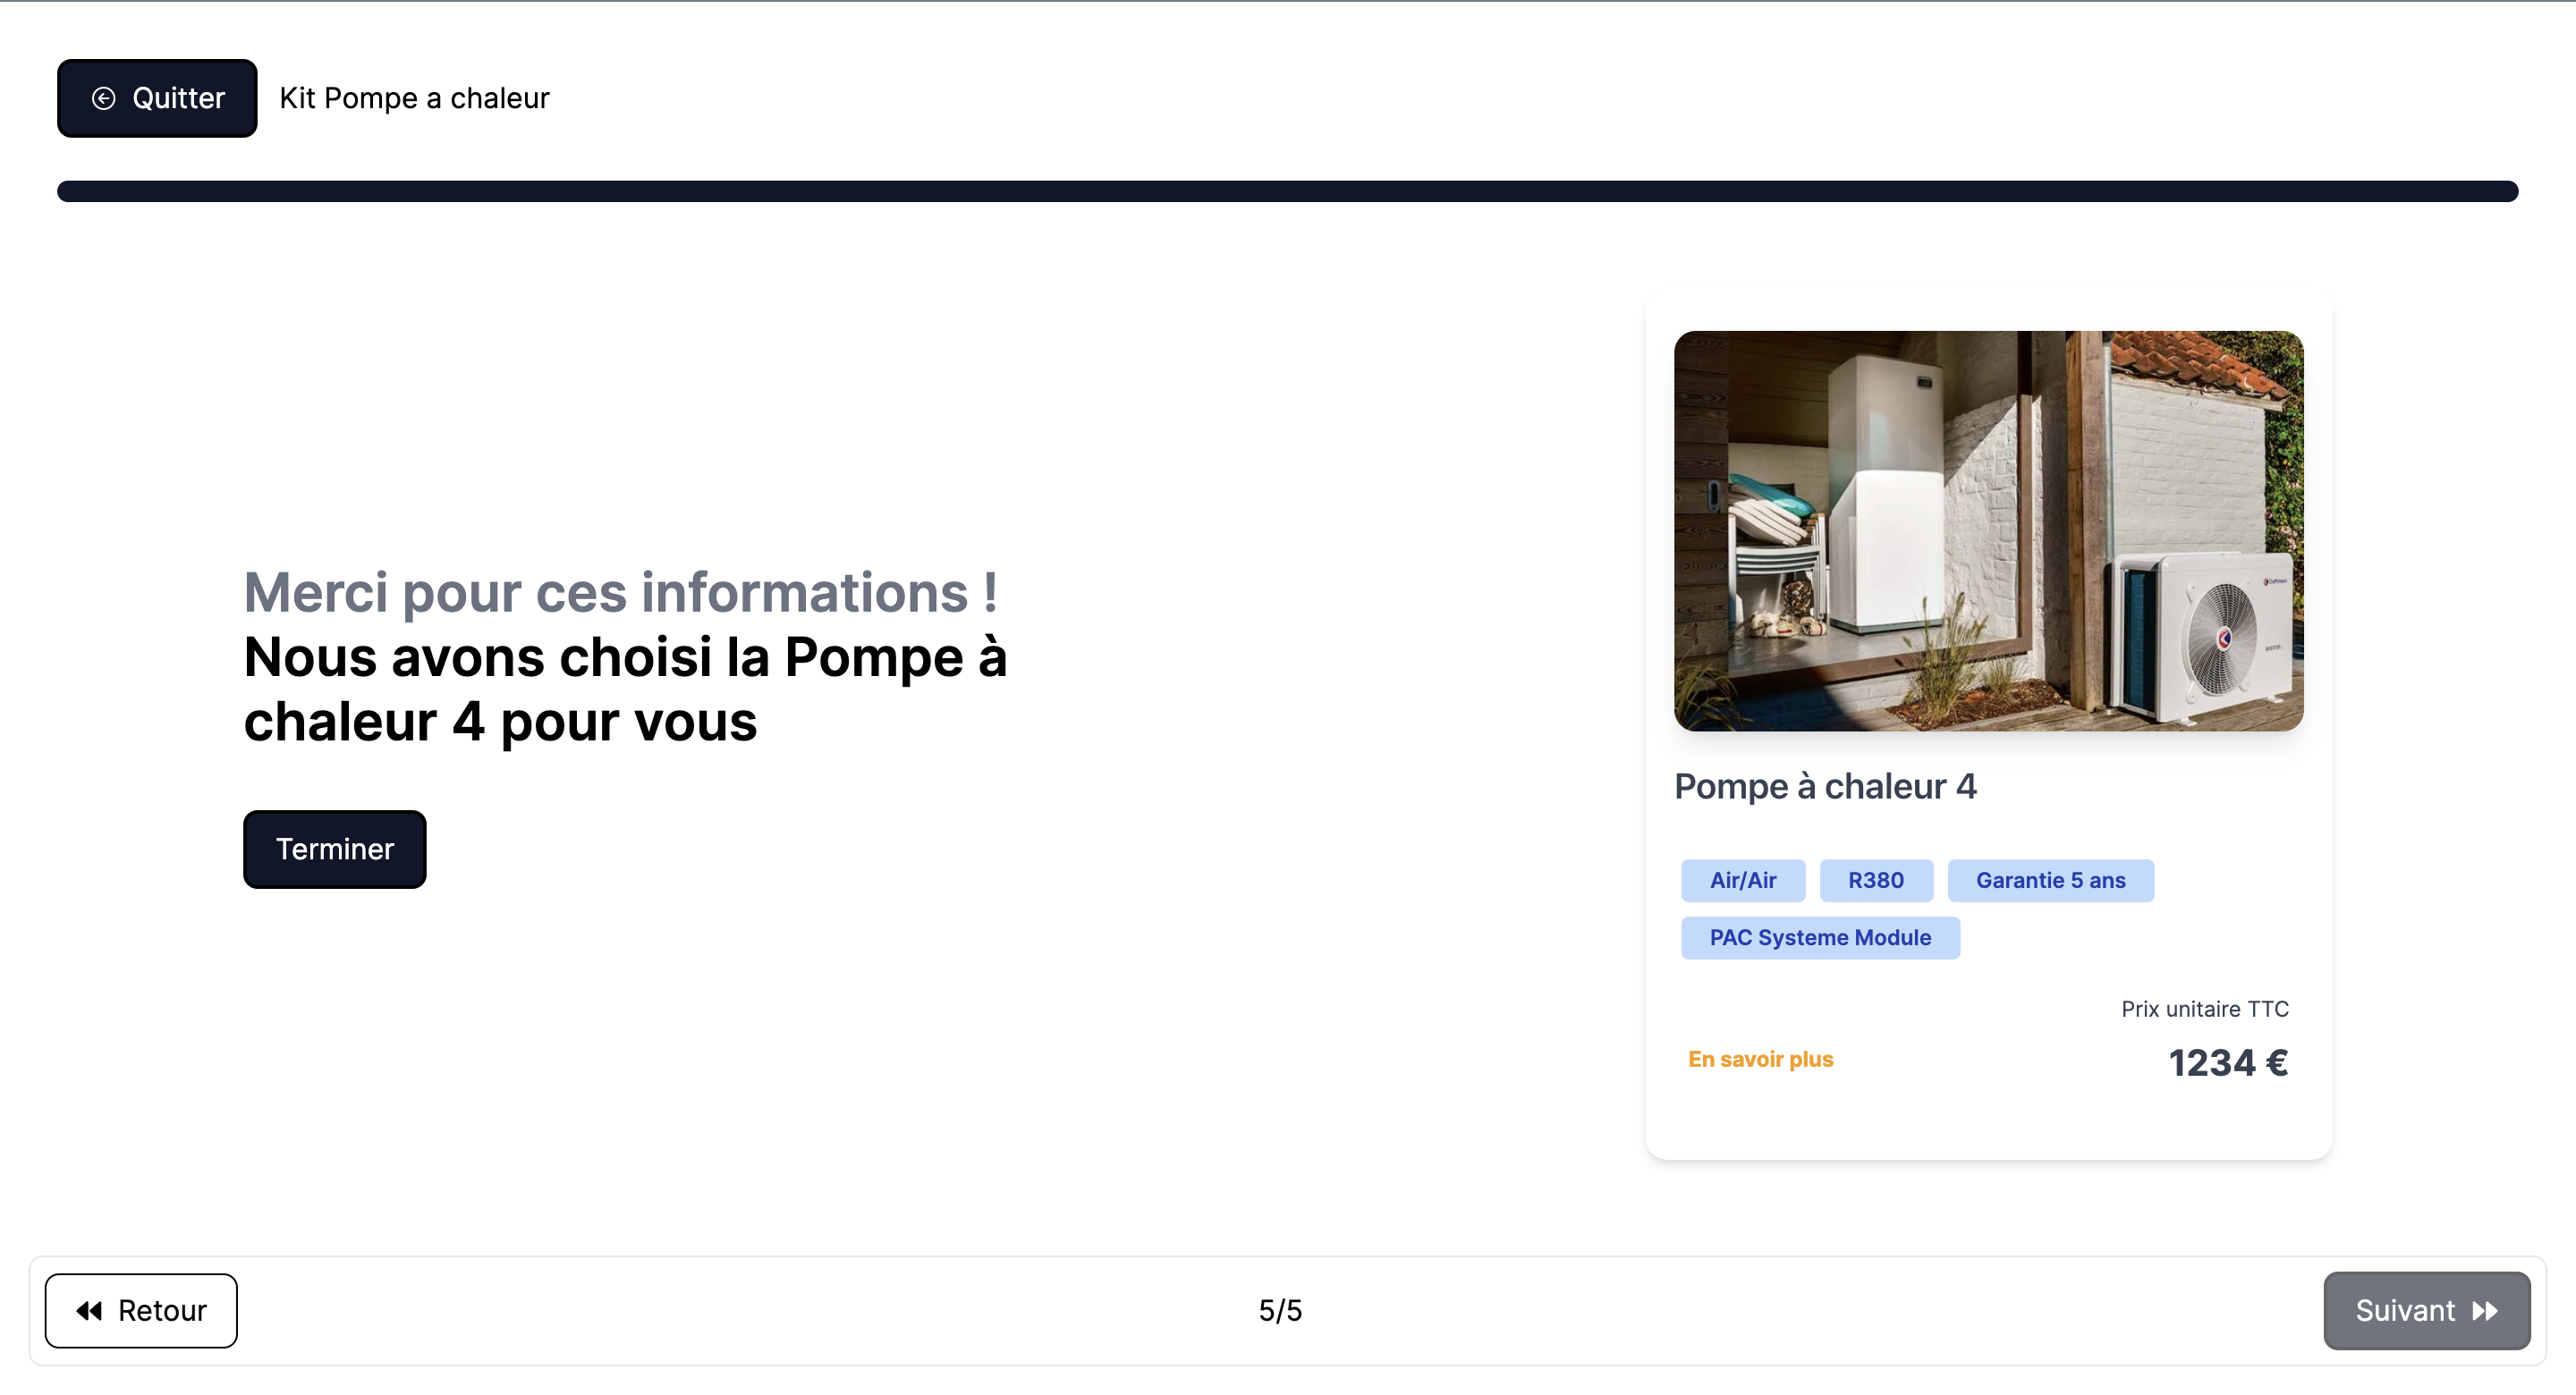 Quitter
Kit Pompe a chaleur
Merci pour ces informations !
Nous avons choisi la Pompe à
chaleur 4 pour vous
Terminer
Pompe à chaleur 4
Air/Air
R380
Garantie 5 ans
PAC Systeme Module
Prix unitaire TTC
En savoir plus
1234 €
Retour
5/5
Suivant